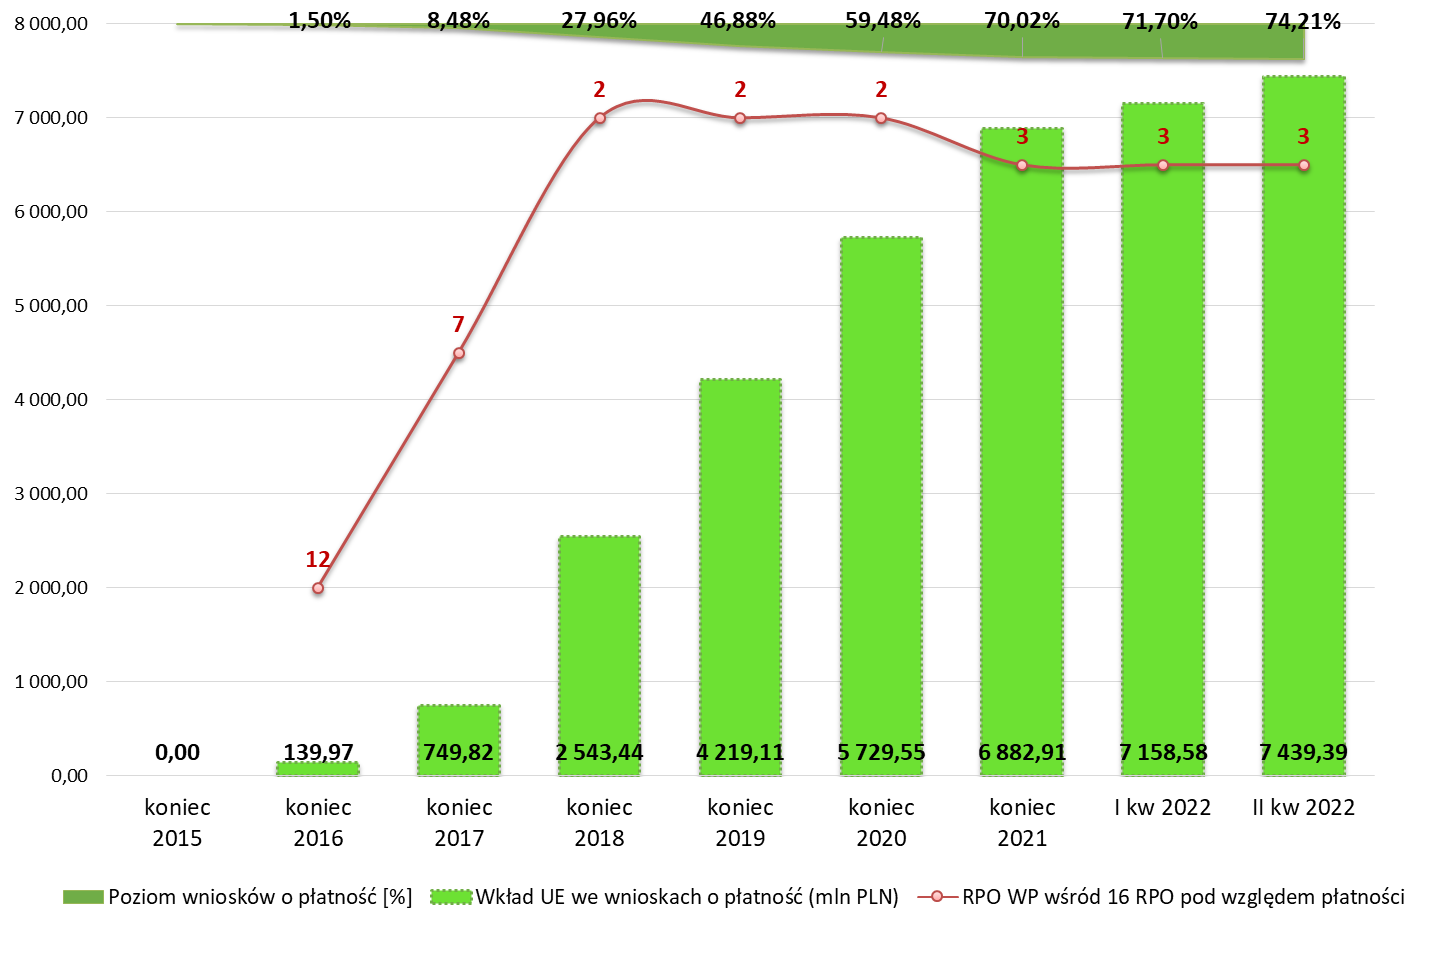 8 000,00
7 000,00
6 000,00
5 000,00
4 000,00
3 000,00
2 000,00
1 000,00
0,00
1,50% 8,48% 27,96% 46,88% 59,48% 70,02% 71,70% 74,21%
12 7 2 2 2 3 3 3
0,00 139,97 749,82 2 543,44 4 219,11 5 729,55 6 882,91 7 158,58 7 439,39
koniec 2015
koniec 2016
koniec 2017
koniec 2018
koniec 2019
koniec 2020
koniec 2021
I kw 2022
II kw 2022
Poziom wniosków o płatność [%]
Wkład UE we wnioskach o płatność (mln PLN)
RPO WP wśród 16 RPO pod względem płatności